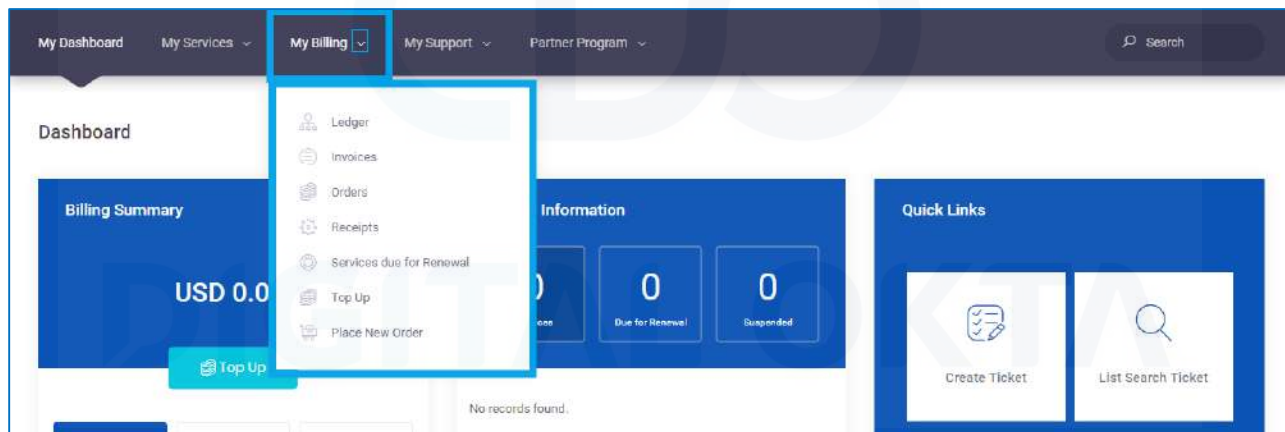 My Dashboard My Services My Billing My Support Partner Program Search
Dashboard
Ledger
Invoices
Orders
Receipts
Services due for Renewal
Top Up
Place New Order
Billing Summary
USD 0.0
Top Up
Information
0 0
Due for Renewal Suspended
No records found.
Quick Links
Create Ticket List Search Ticket
DIGITAL OKTA